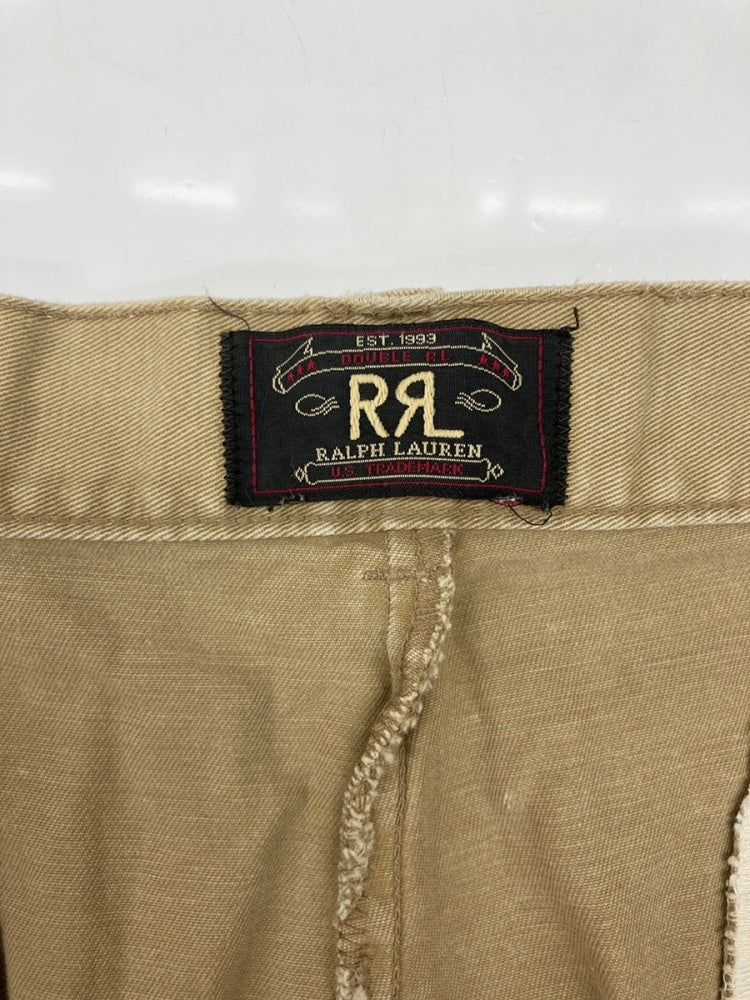 EST. 1993
DOUBLE RL
RRL
RALPH LAUREN
U.S. TRADEMARK